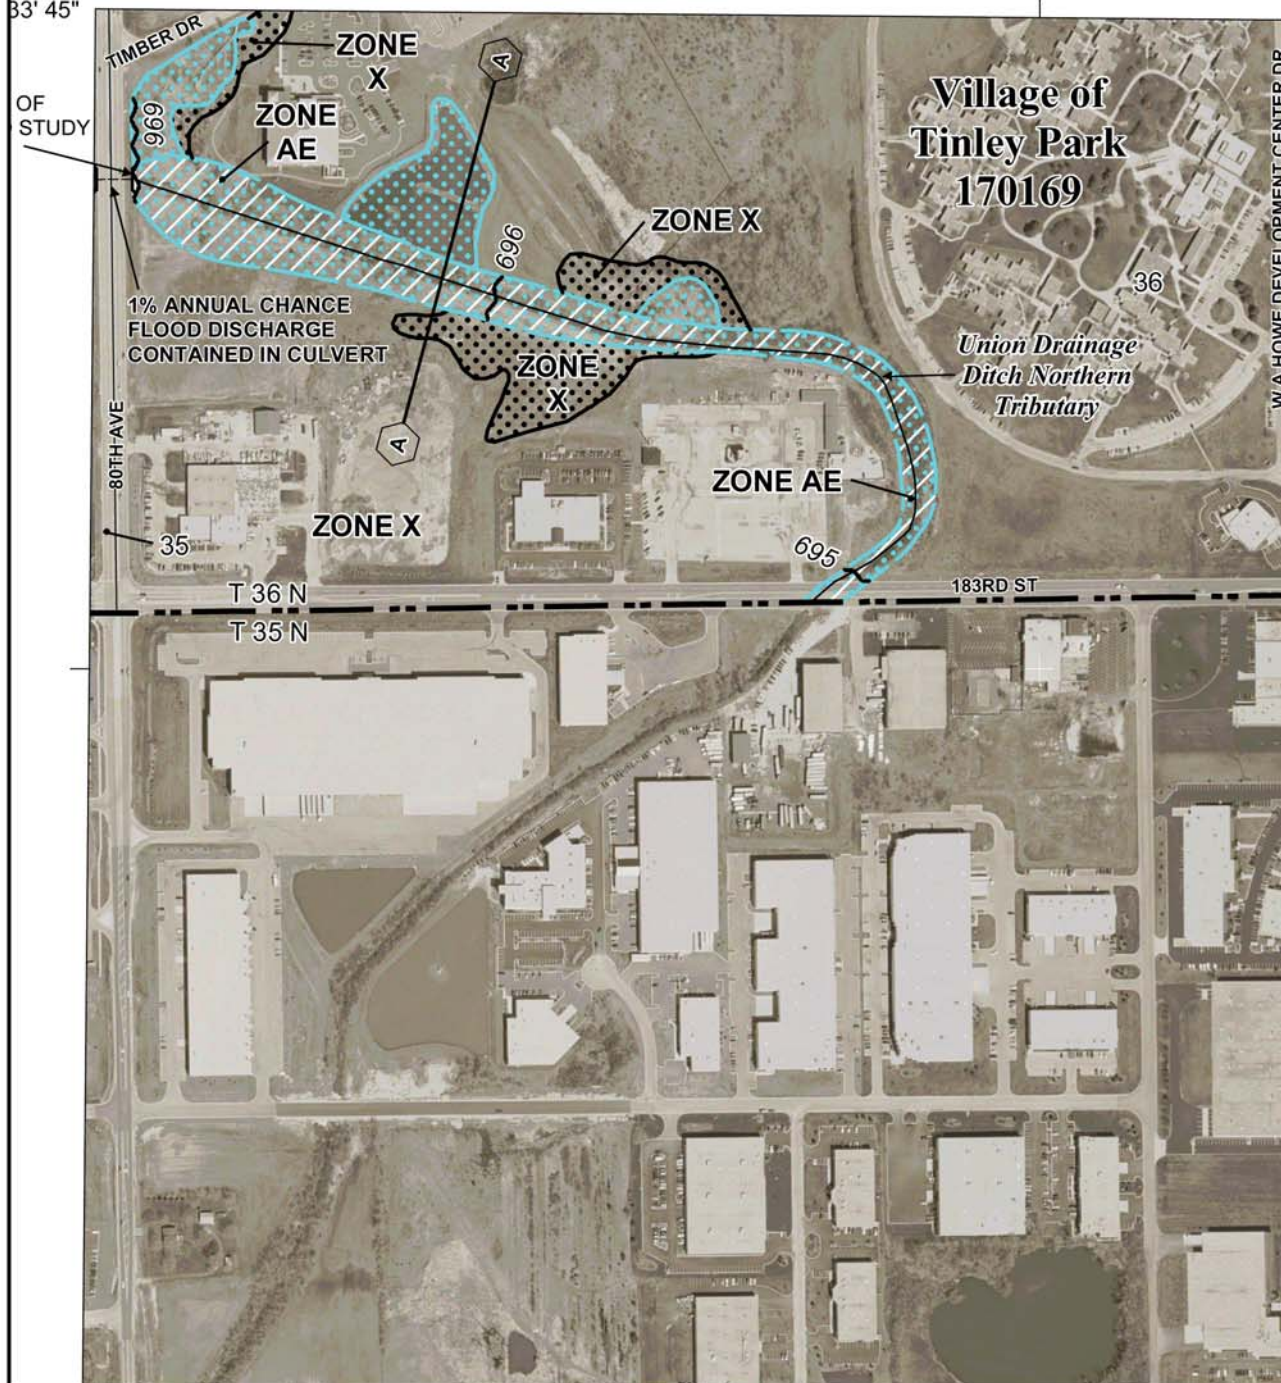 33' 45"
TIMBER DR
ZONE
X
A
Village of
Tinley Park
170169
OF
STUDY
969
ZONE
AE
W A HOWE DEVELOPMENT CENTER DR
696
ZONE X
36
1% ANNUAL CHANCE
FLOOD DISCHARGE
CONTAINED IN CULVERT
ZONE
X
Union Drainage
Ditch Northern
Tributary
80TH AVE
A
ZONE AE
ZONE X
35
695
T 36 N
183RD ST
T 35 N